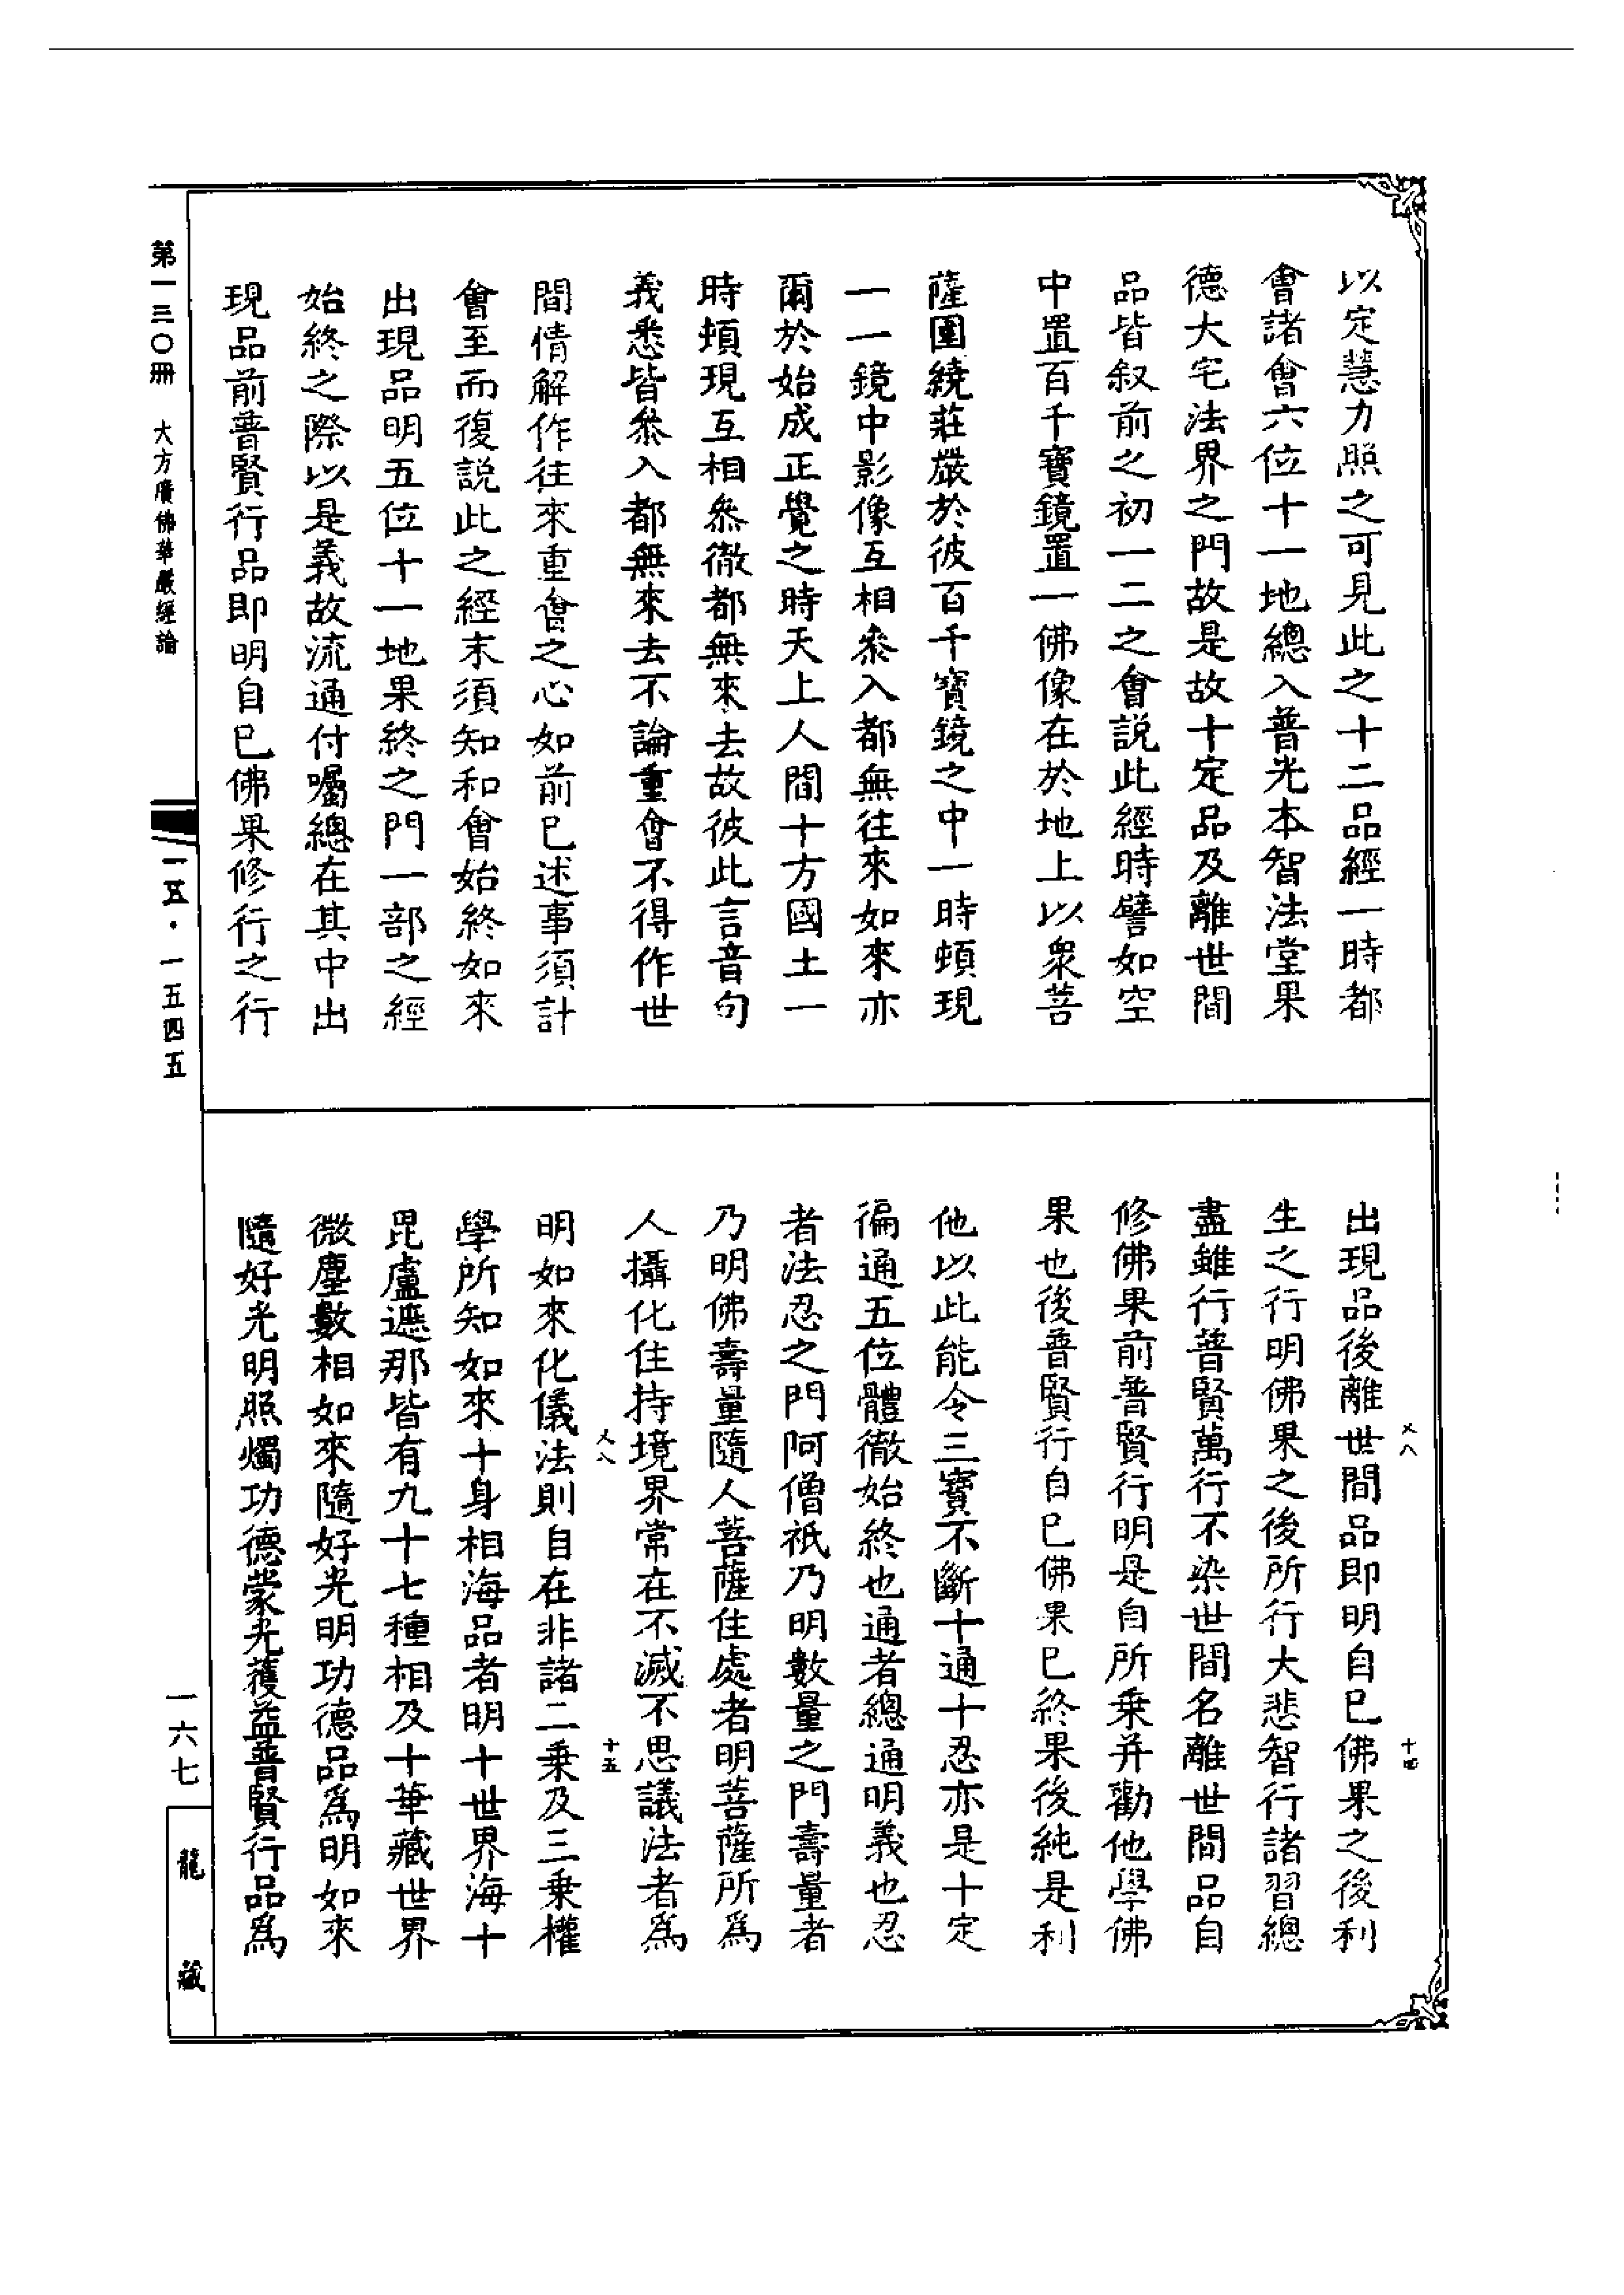 以定慧力照之可見此之十二品經一時都
會諸會六位十一地總入普光本智法堂果
德大宅法界之門故是故十定品及離世間
品皆叙前之初一二之會説此經時譬如空
中置百千寶鏡置一佛像在於地上以衆菩
薩圍繞莊嚴於彼百千寶鏡之中一時頓現
一一鏡中影像互相叅入都無往來如來亦
爾於始成正覺之時天上人間十方國土一
時頓現互相叅徹都無來去故彼此言音句
義悉皆叅入都無來去不論重會不得作世
間情解作往來重會之心如前已述事須計
會至而復説此之經末須知和會始終如來
出現品明五位十一地果終之門一部之經
始終之際以是義故流通付囑總在其中出
現品前普賢行品即明自已佛果修行之行
出現品後離世間品即明自已佛果之後利
生之行明佛果之後所行大悲智行諸習總
盡雖行普賢萬行不染世間名離世間品自
修佛果前普賢行明是自所乗并勸他學佛
果也後普賢行自已佛果已終果後純是利
他以此能令三寶不斷十通十忍亦是十定
徧通五位體徹始終也通者總通明義也忍
者法忍之門阿僧祇乃明數量之門壽量者
乃明佛壽量隨人菩薩住處者明菩薩所爲
人攝化住持境界常在不滅不思議法者爲
明如來化儀法則自在非諸二乗及三乗權
學所知如來十身相海品者明十世界海十
毘盧遮那皆有九十七種相及十華藏世界
微塵數相如來隨好光明功德品爲明如來
隨好光明照燭功德蒙光獲益普賢行品爲
乂八
十四
乂八
十五
第一三〇冊
大方廣佛華嚴經論
一五·一五四五
一六七
龍藏